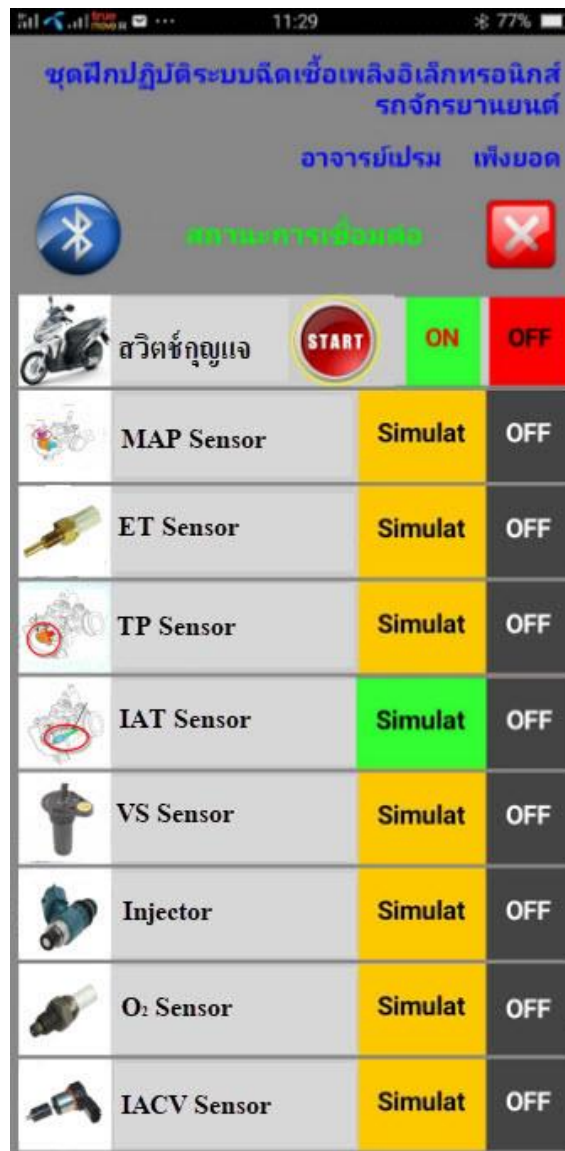 11:29
77%
ชุดฝึกปฏิบัติระบบฉีดเชื้อเพลิงอิเล็กทรอนิกส์
รถจักรยานยนต์
อาจารย์เปรม เพ็งยอด
สถานะการเชื่อมต่อ
สวิตช์กุญแจ START ON OFF
MAP Sensor Simulat OFF
ET Sensor Simulat OFF
TP Sensor Simulat OFF
IAT Sensor Simulat OFF
VS Sensor Simulat OFF
Injector Simulat OFF
O₂ Sensor Simulat OFF
IACV Sensor Simulat OFF